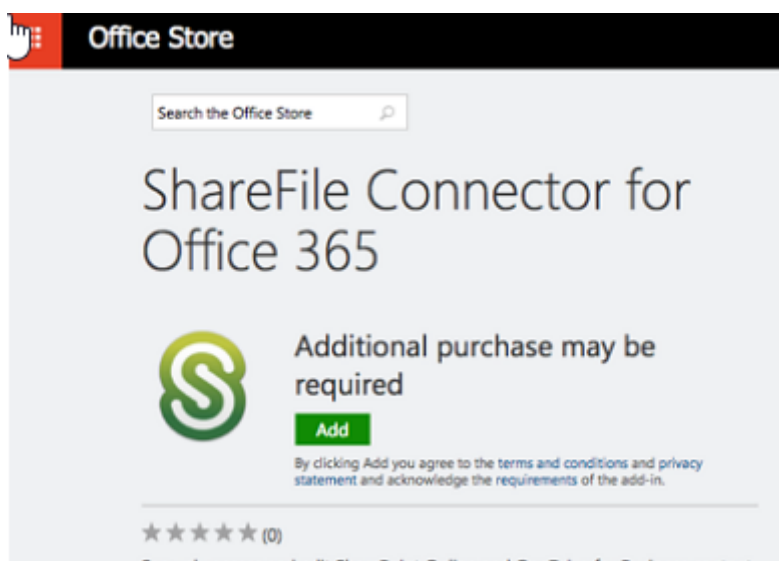 Office Store
Search the Office Store
ShareFile Connector for
Office 365
Additional purchase may be
required
Add
By clicking Add you agree to the terms and conditions and privacy
statement and acknowledge the requirements of the add-in.
(0)